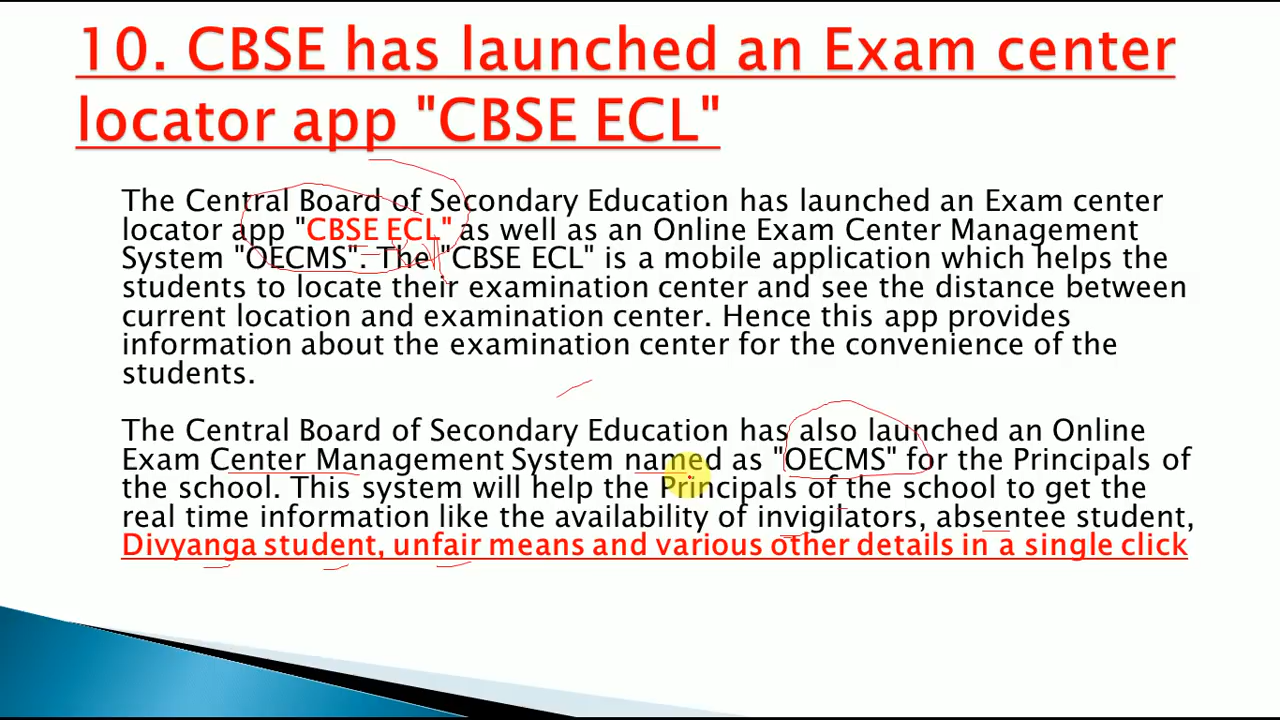 10. CBSE has launched an Exam center
locator app "CBSE ECL"
The Central Board of Secondary Education has launched an Exam center
locator app "CBSE ECL" as well as an Online Exam Center Management
System "OECMS". The "CBSE ECL" is a mobile application which helps the
students to locate their examination center and see the distance between
current location and examination center. Hence this app provides
information about the examination center for the convenience of the
students.
The Central Board of Secondary Education has also launched an Online
Exam Center Management System named as "OECMS" for the Principals of
the school. This system will help the Principals of the school to get the
real time information like the availability of invigilators, absentee student,
Divyanga student, unfair means and various other details in a single click